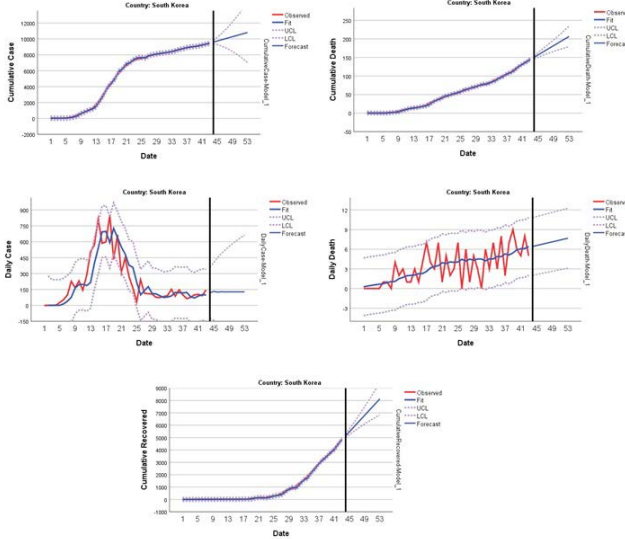 Country: South Korea
12000
10000
8000
6000
4000
2000
0
-2000
Cumulative Case
1 5 9 13 17 21 25 29 33 37 41 45 49 53
Date
Observed
Fit
UCL
LCL
Forecast
CumulativeCase-Model_1
Country: South Korea
250
200
150
100
50
0
-50
Cumulative Death
1 5 9 13 17 21 25 29 33 37 41 45 49 53
Date
Observed
Fit
UCL
LCL
Forecast
CumulativeDeath-Model_1
Country: South Korea
900
750
600
450
300
150
0
-150
Daily Case
1 5 9 13 17 21 25 29 33 37 41 45 49 53
Date
Observed
Fit
UCL
LCL
Forecast
DailyCase-Model_1
Country: South Korea
12
9
6
3
0
-3
Daily Death
1 5 9 13 17 21 25 29 33 37 41 45 49 53
Date
Observed
Fit
UCL
LCL
Forecast
DailyDeath-Model_1
Country: South Korea
9000
8000
7000
6000
5000
4000
3000
2000
1000
0
-1000
Cumulative Recovered
1 5 9 13 17 21 25 29 33 37 41 45 49 53
Date
Observed
Fit
UCL
LCL
Forecast
CumulativeRecovered-Model_1